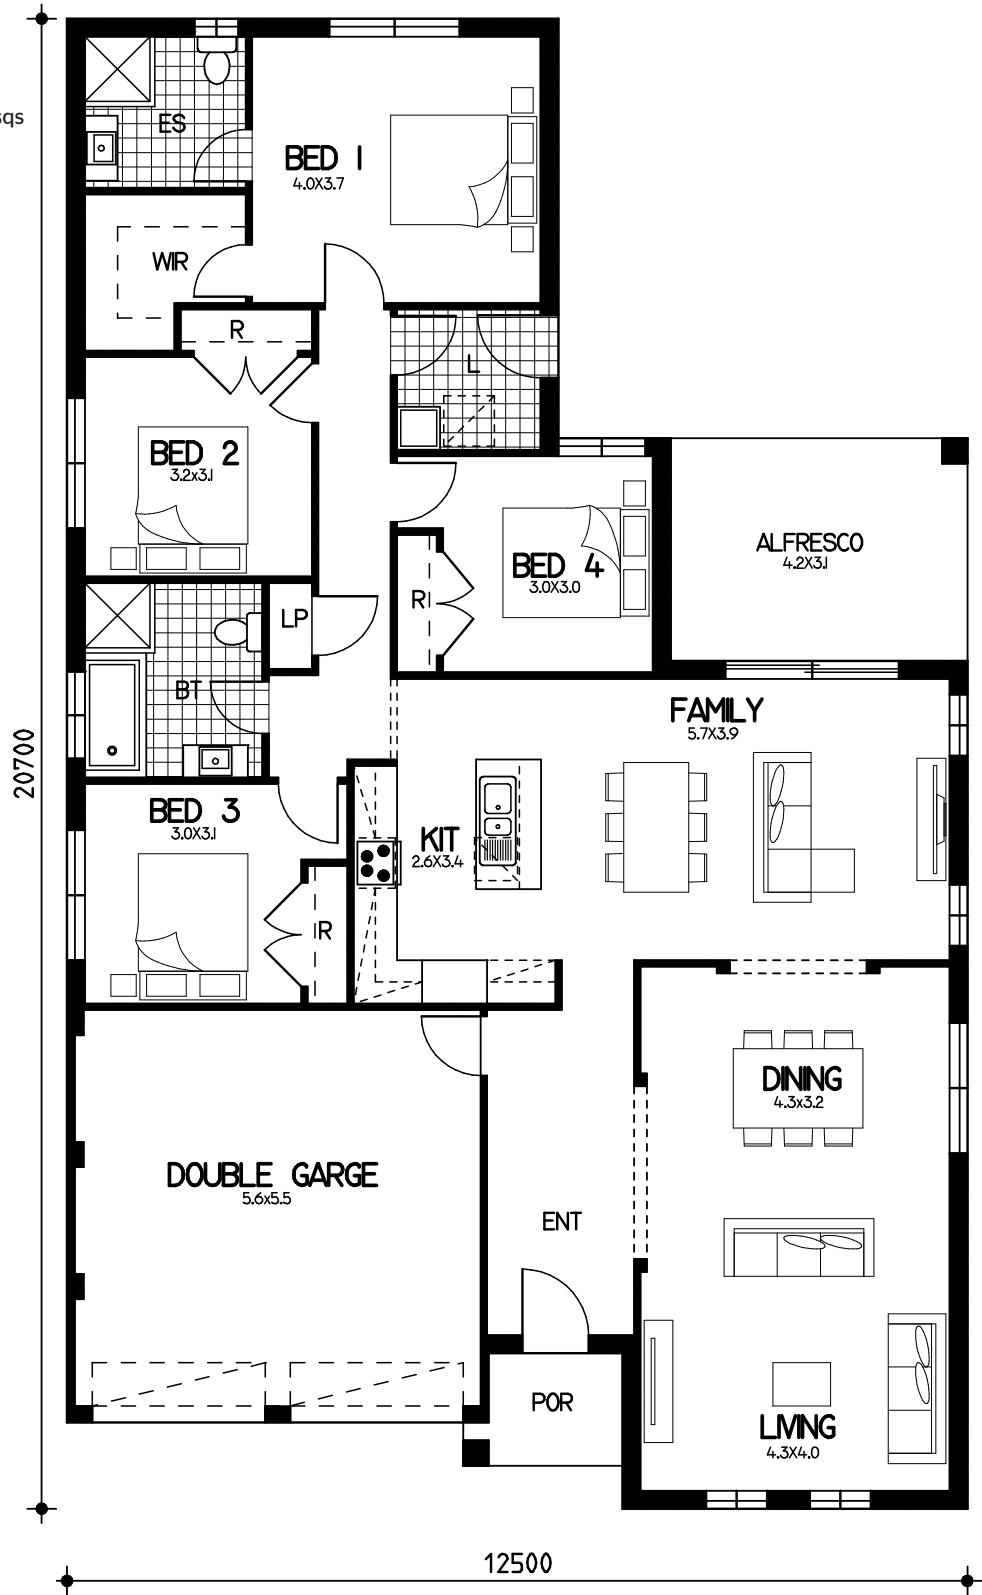 sqs
ES
BED 1
4.0X3.7
WIR
R
L
BED 2
3.2x3.1
ALFRESCO
4.2X3.1
BED 4
3.0X3.0
R
LP
BT
FAMILY
5.7X3.9
20700
BED 3
3.0X3.1
KIT
2.6X3.4
R
DINING
4.3x3.2
DOUBLE GARGE
5.6x5.5
ENT
POR
LIVING
4.3X4.0
12500